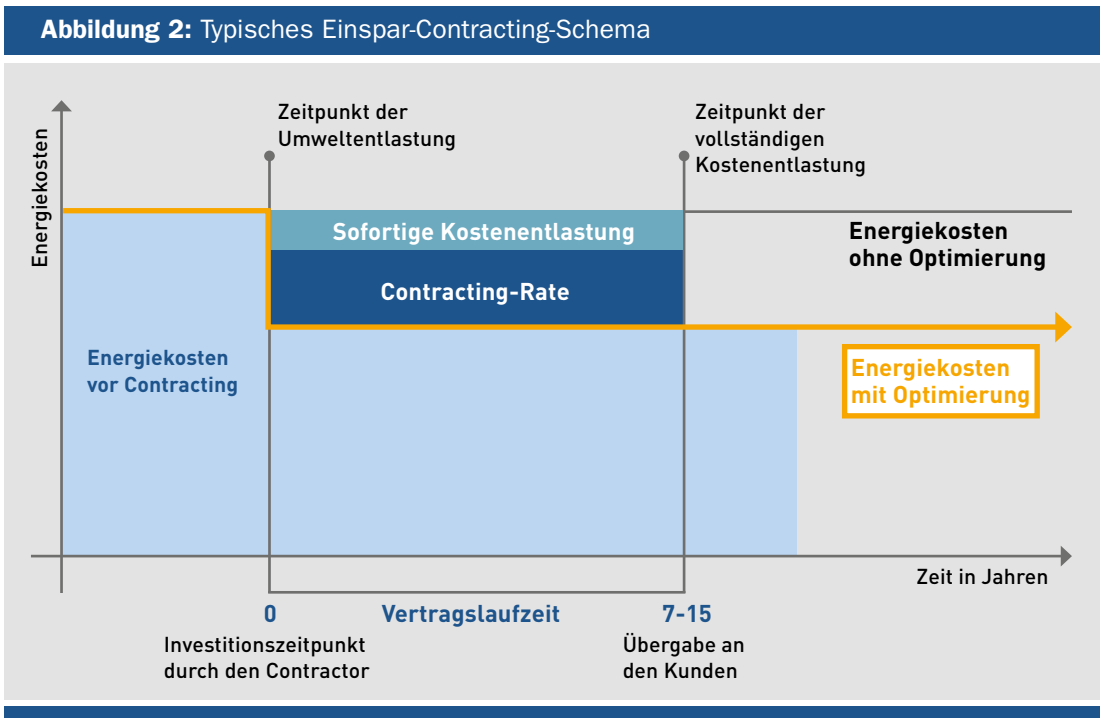 Abbildung 2: Typisches Einspar-Contracting-Schema
Energiekosten
Zeitpunkt der
Umweltentlastung
Zeitpunkt der
vollständigen
Kostenentlastung
Sofortige Kostenentlastung
Contracting-Rate
Energiekosten
ohne Optimierung
Energiekosten
vor Contracting
Energiekosten
mit Optimierung
Zeit in Jahren
0
Vertragslaufzeit
7-15
Investitionszeitpunkt
durch den Contractor
Übergabe an
den Kunden